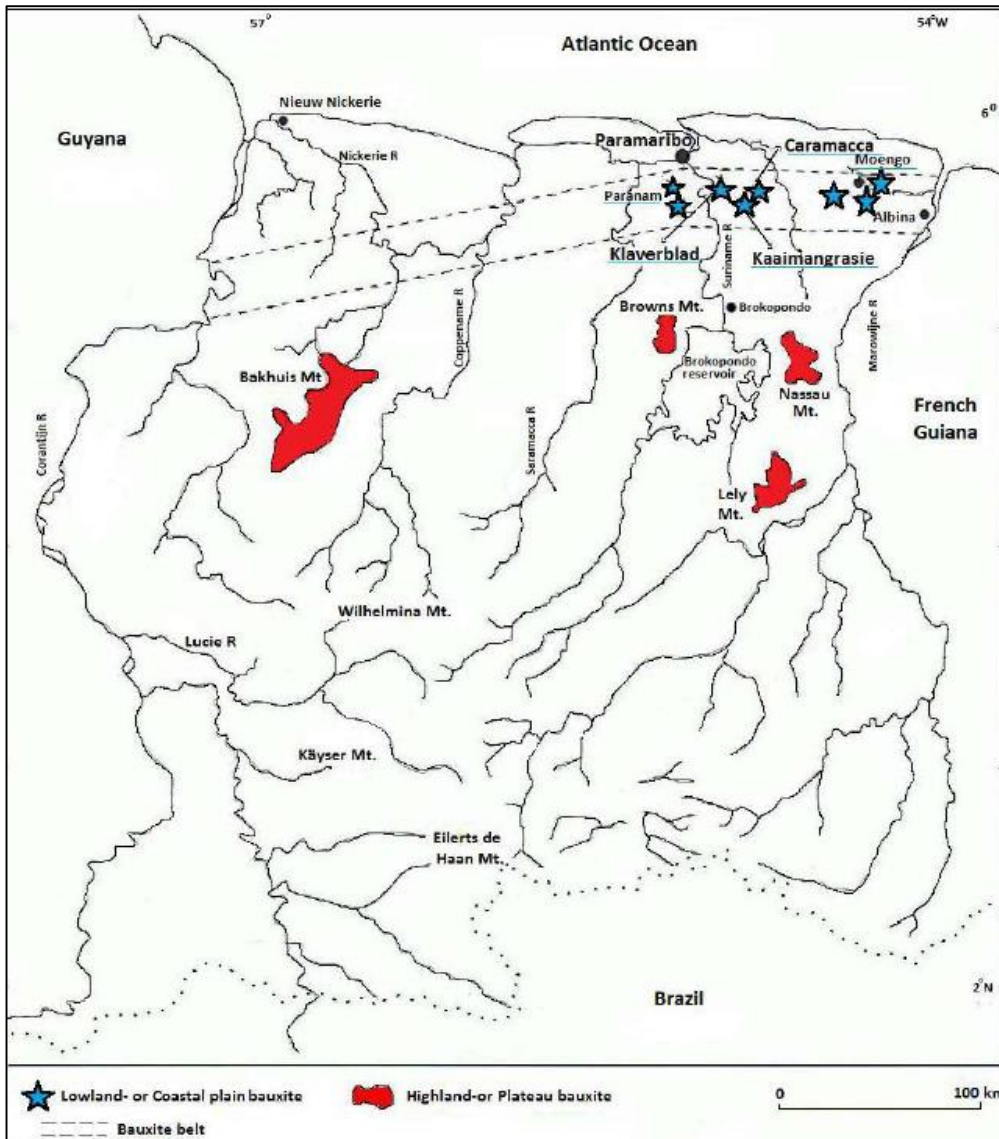 57°
54°W
Atlantic Ocean
Nieuw Nickerie
6°
Guyana
Paramaribo
Caramacca
Nickerie R
Moengo
Paranam
Albina
Klaverblad
Suriname R
Kaaimangrasie
Browns Mt.
Brokopondo
Coppename R
Marowijne R
Bakhuis Mt
Brokopondo
reservoir
Nassau
Mt.
French
Guiana
Corantijn R
Saramacca R
Lely
Mt.
Wilhelmina Mt.
Lucie R
Käyser Mt.
Eilerts de
Haan Mt.
2°N
Brazil
Lowland- or Coastal plain bauxite
Highland-or Plateau bauxite
0 100 km
Bauxite belt